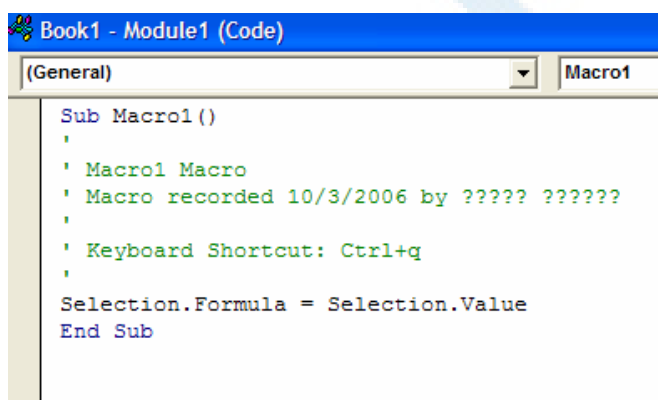 Book1 - Module1 (Code)
(General) Macro1
Sub Macro1()
'
' Macro1 Macro
' Macro recorded 10/3/2006 by ????? ??????
'
' Keyboard Shortcut: Ctrl+q
'
Selection.Formula = Selection.Value
End Sub